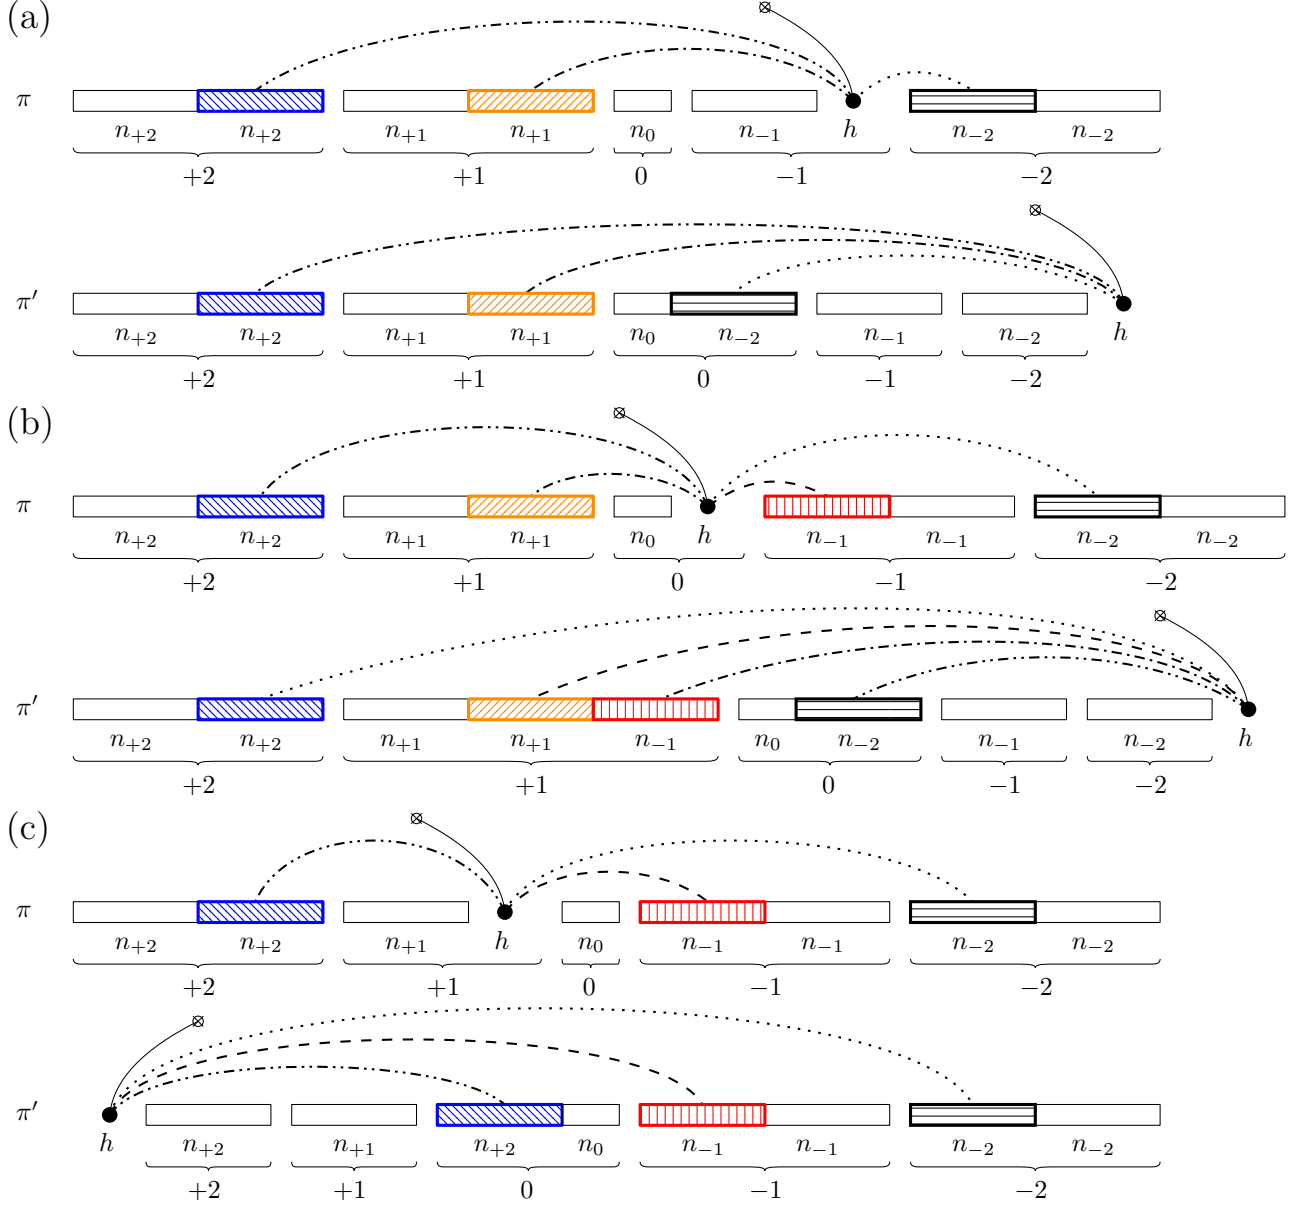 (a)
π
n₊₂ n₊₂ n₊₁ n₊₁ n₀ n₋₁ h n₋₂ n₋₂
+2 +1 0 −1 −2
π′
n₊₂ n₊₂ n₊₁ n₊₁ n₀ n₋₂ n₋₁ n₋₂ h
+2 +1 0 −1 −2
(b)
π
n₊₂ n₊₂ n₊₁ n₊₁ n₀ h n₋₁ n₋₁ n₋₂ n₋₂
+2 +1 0 −1 −2
π′
n₊₂ n₊₂ n₊₁ n₊₁ n₋₁ n₀ n₋₂ n₋₁ n₋₂ h
+2 +1 0 −1 −2
(c)
π
n₊₂ n₊₂ n₊₁ h n₀ n₋₁ n₋₁ n₋₂ n₋₂
+2 +1 0 −1 −2
π′
h n₊₂ n₊₁ n₊₂ n₀ n₋₁ n₋₁ n₋₂ n₋₂
+2 +1 0 −1 −2